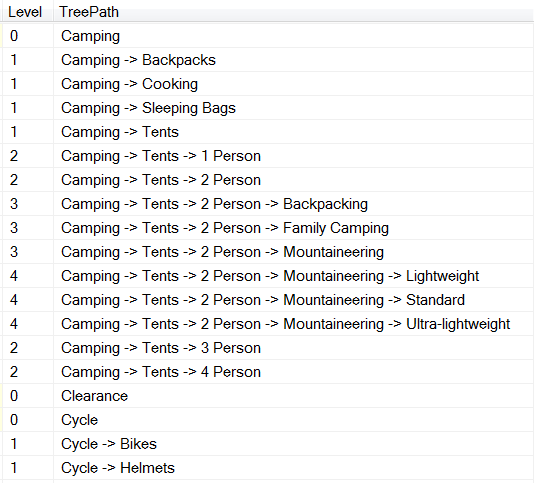 Level TreePath
0 Camping
1 Camping -> Backpacks
1 Camping -> Cooking
1 Camping -> Sleeping Bags
1 Camping -> Tents
2 Camping -> Tents -> 1 Person
2 Camping -> Tents -> 2 Person
3 Camping -> Tents -> 2 Person -> Backpacking
3 Camping -> Tents -> 2 Person -> Family Camping
3 Camping -> Tents -> 2 Person -> Mountaineering
4 Camping -> Tents -> 2 Person -> Mountaineering -> Lightweight
4 Camping -> Tents -> 2 Person -> Mountaineering -> Standard
4 Camping -> Tents -> 2 Person -> Mountaineering -> Ultra-lightweight
2 Camping -> Tents -> 3 Person
2 Camping -> Tents -> 4 Person
0 Clearance
0 Cycle
1 Cycle -> Bikes
1 Cycle -> Helmets